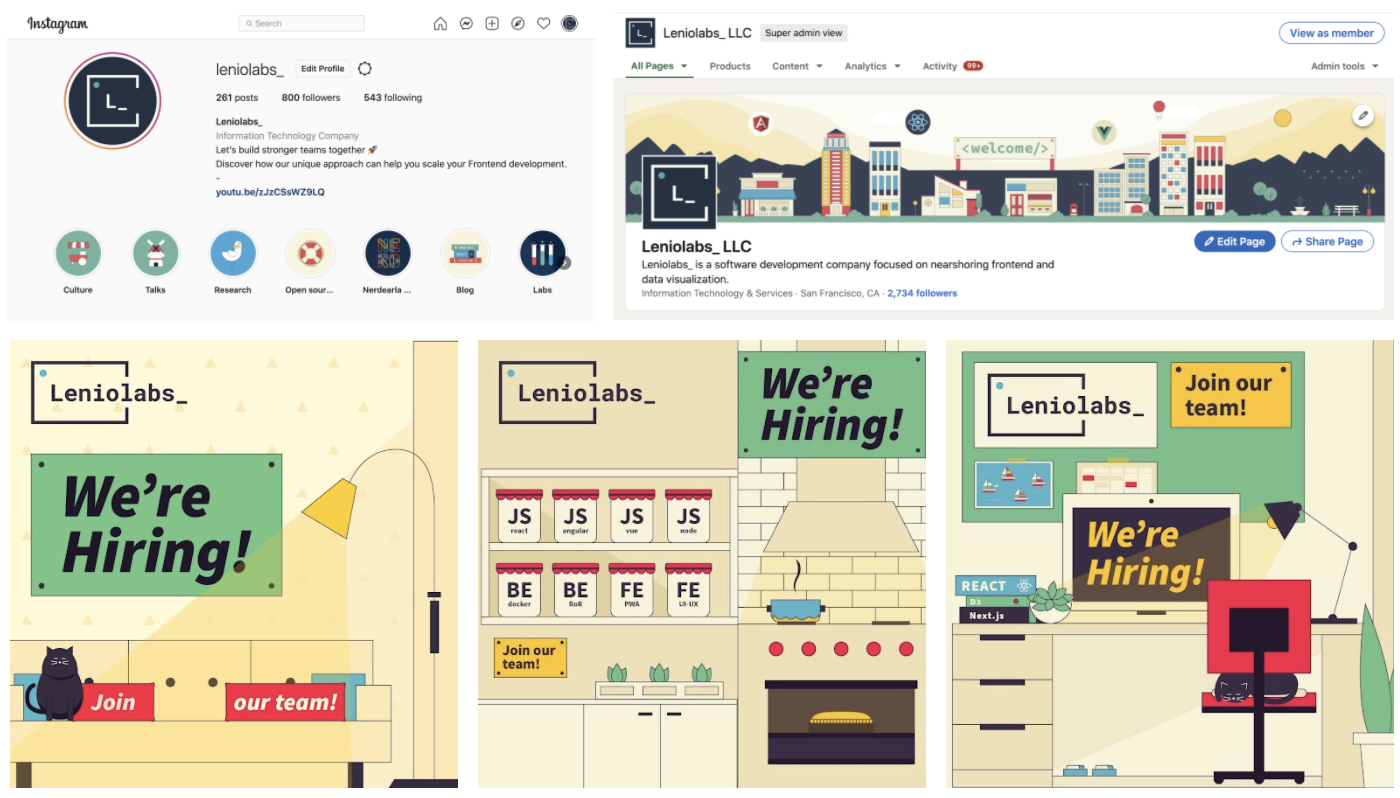 Instagram
Search
L_
leniolabs_
Edit Profile
261 posts 800 followers 543 following
Leniolabs_
Information Technology Company
Let's build stronger teams together 🚀
Discover how our unique approach can help you scale your Frontend development.
-
youtu.be/zJzCSsWZ9LQ
NE
RD
Culture Talks Research Open sour... Nerdearla ... Blog Labs
L_
Leniolabs_ LLC Super admin view
View as member
All Pages Products Content Analytics Activity 99+ Admin tools
<welcome/>
L_
Leniolabs_ LLC
Edit Page Share Page
Leniolabs_ is a software development company focused on nearshoring frontend and
data visualization.
Information Technology & Services · San Francisco, CA · 2,734 followers
Leniolabs_
We're
Hiring!
Join our team!
Leniolabs_
We're
Hiring!
JS JS JS JS
react angular vue node
BE BE FE FE
docker RoR PWA UI-UX
Join our
team!
Leniolabs_
Join our
team!
We're
Hiring!
REACT
D3
Next.js